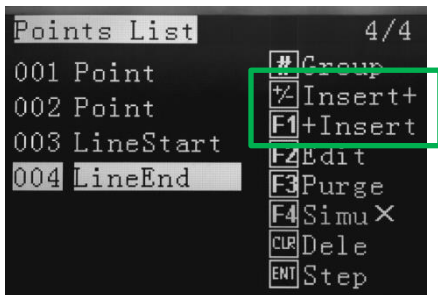 Points List 4/4
001 Point
002 Point
003 LineStart
004 LineEnd
# Group
+/- Insert+
F1 +Insert
F2 Edit
F3 Purge
F4 Simu×
CLR Dele
ENT Step